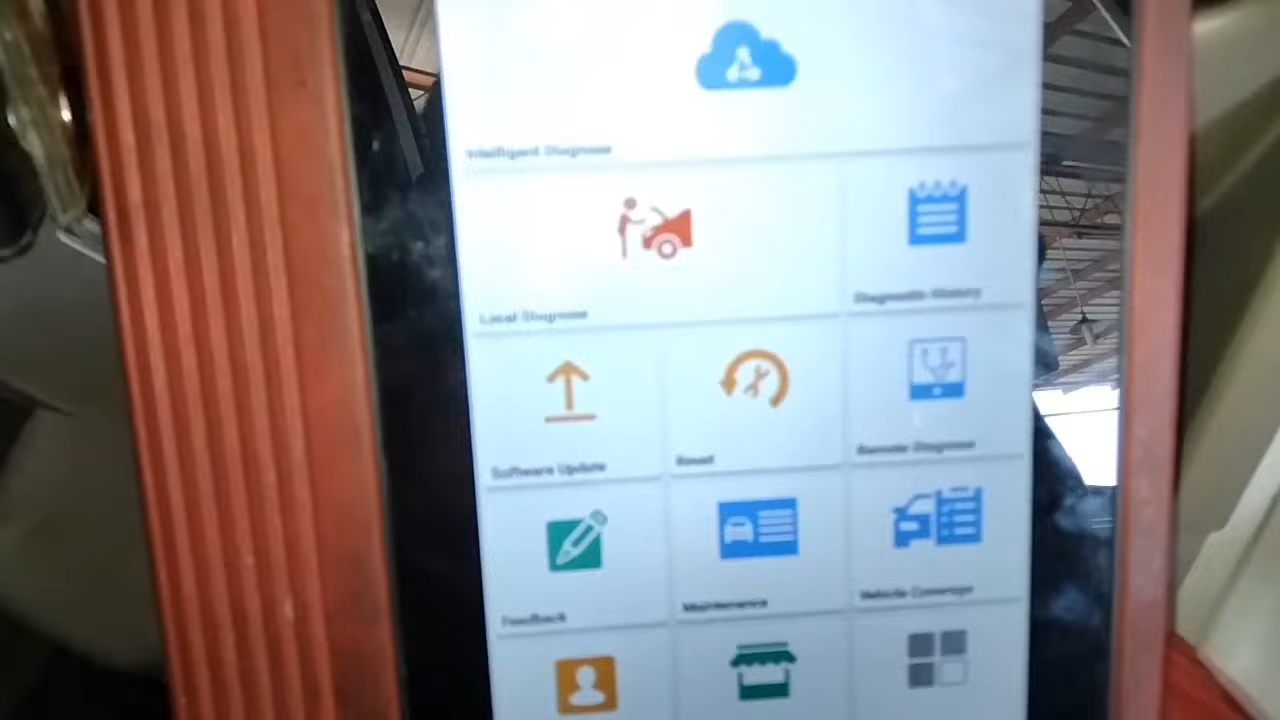 Intelligent Diagnose
Local Diagnose
Diagnostic History
Software Update
Reset
Remote Diagnose
Feedback
Maintenance
Vehicle Coverage